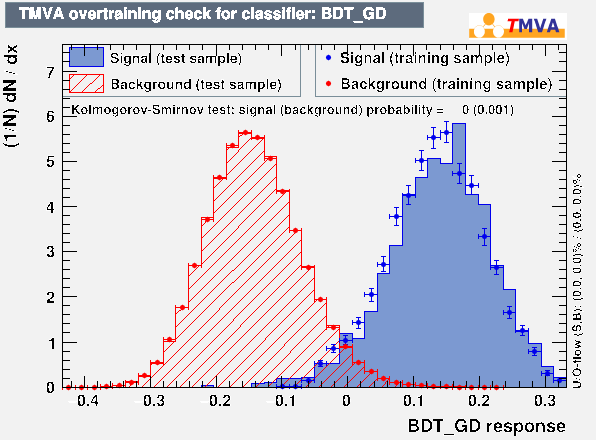 TMVA overtraining check for classifier: BDT_GD
TMVA
Signal (test sample)
Background (test sample)
Signal (training sample)
Background (training sample)
Kolmogorov-Smirnov test: signal (background) probability = 0 (0.001)
(1/N) dN / dx
7
6
5
4
3
2
1
0
-0.4 -0.3 -0.2 -0.1 0 0.1 0.2 0.3
BDT_GD response
U/O-flow (S,B): (0.0, 0.0)% / (0.0, 0.0)%